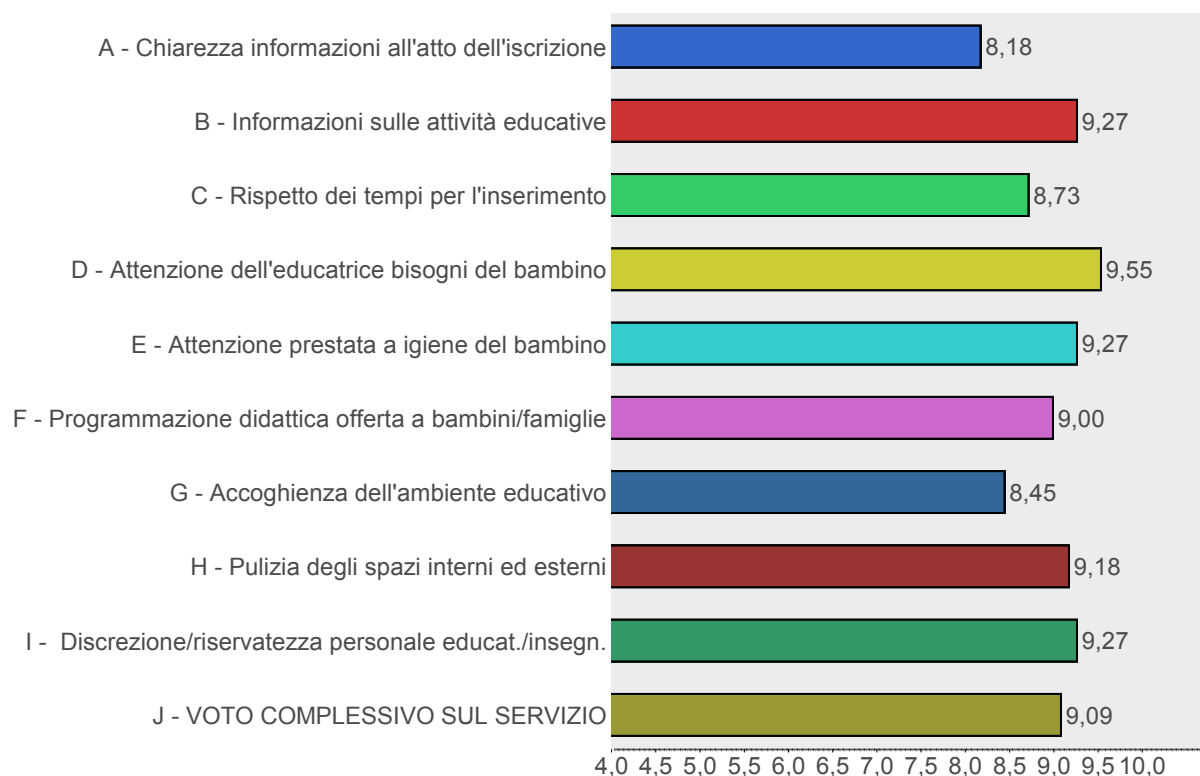 A - Chiarezza informazioni all'atto dell'iscrizione 8,18
B - Informazioni sulle attività educative 9,27
C - Rispetto dei tempi per l'inserimento 8,73
D - Attenzione dell'educatrice bisogni del bambino 9,55
E - Attenzione prestata a igiene del bambino 9,27
F - Programmazione didattica offerta a bambini/famiglie 9,00
G - Accoghienza dell'ambiente educativo 8,45
H - Pulizia degli spazi interni ed esterni 9,18
I -  Discrezione/riservatezza personale educat./insegn. 9,27
J - VOTO COMPLESSIVO SUL SERVIZIO 9,09
4,0 4,5 5,0 5,5 6,0 6,5 7,0 7,5 8,0 8,5 9,0 9,5 10,0